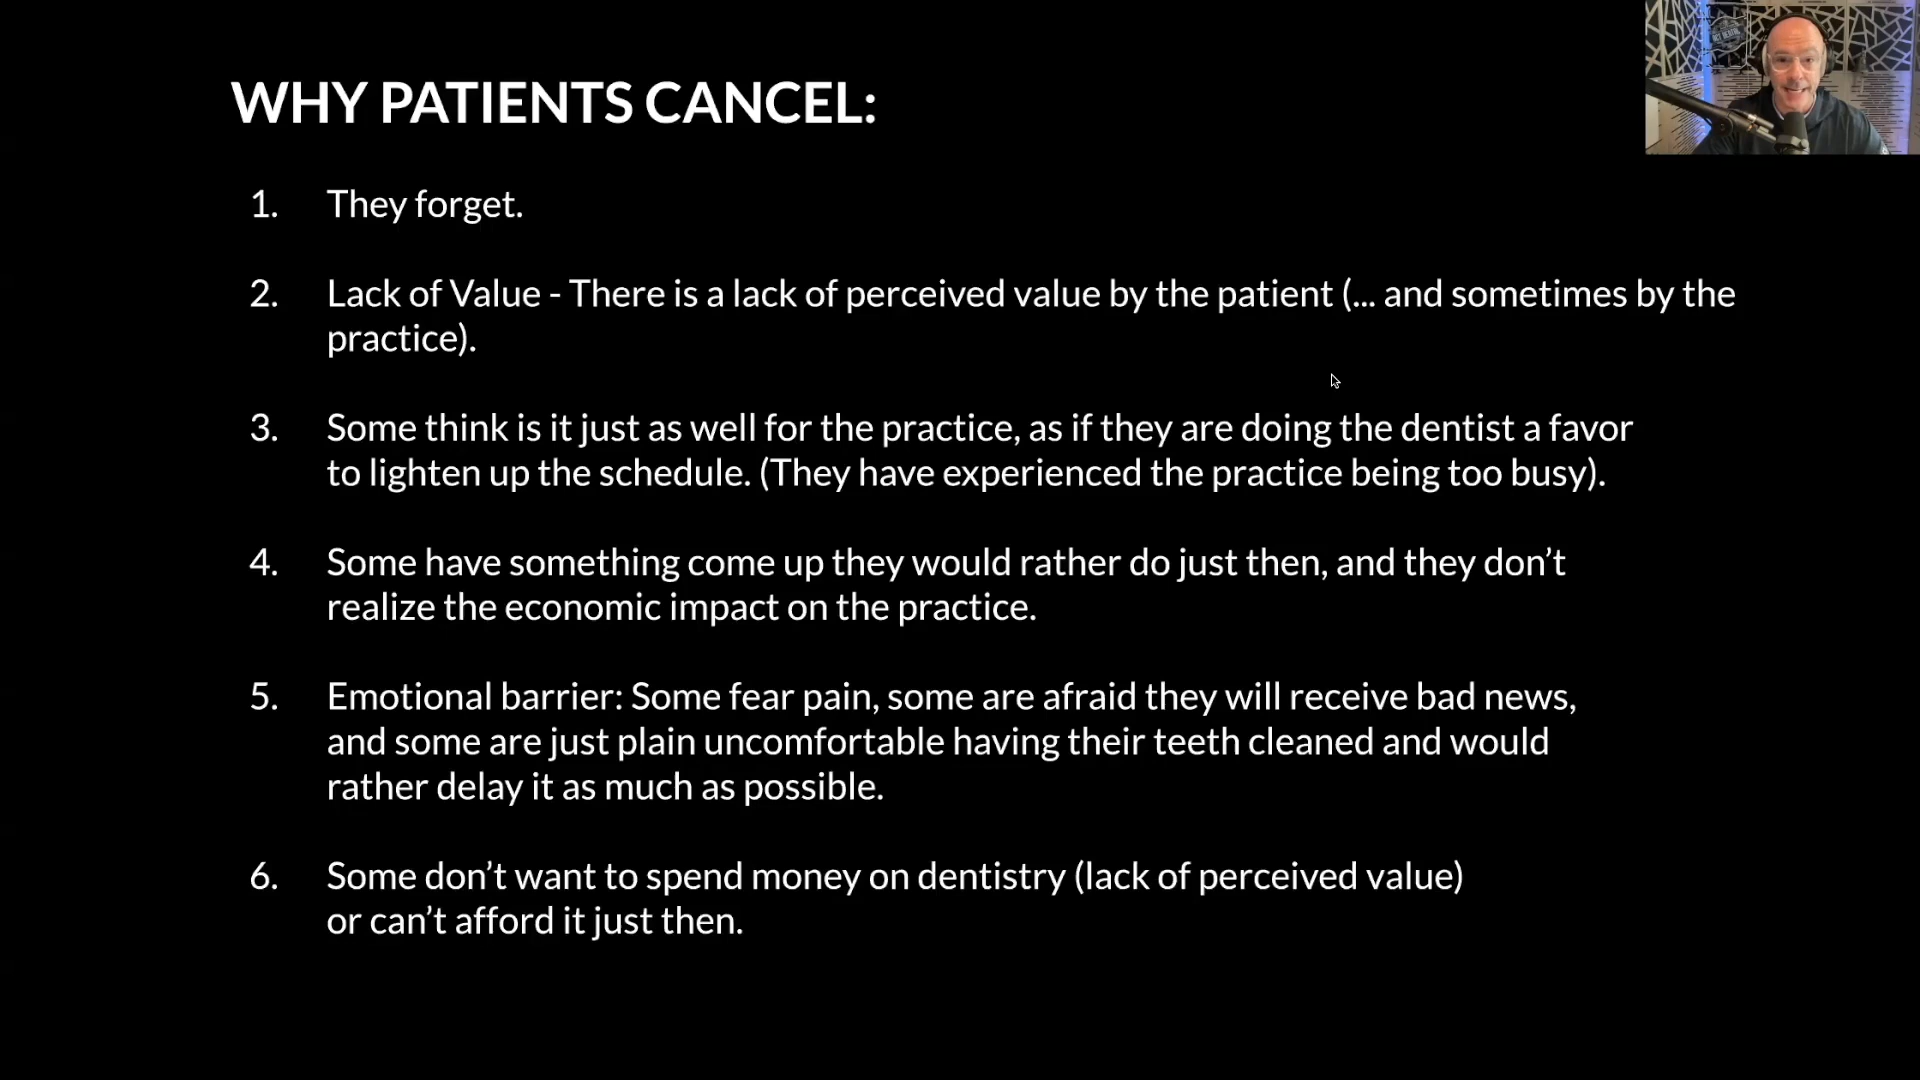 WHY PATIENTS CANCEL:
1. They forget.
2. Lack of Value - There is a lack of perceived value by the patient (... and sometimes by the
practice).
3. Some think is it just as well for the practice, as if they are doing the dentist a favor
to lighten up the schedule. (They have experienced the practice being too busy).
4. Some have something come up they would rather do just then, and they don’t
realize the economic impact on the practice.
5. Emotional barrier: Some fear pain, some are afraid they will receive bad news,
and some are just plain uncomfortable having their teeth cleaned and would
rather delay it as much as possible.
6. Some don’t want to spend money on dentistry (lack of perceived value)
or can’t afford it just then.